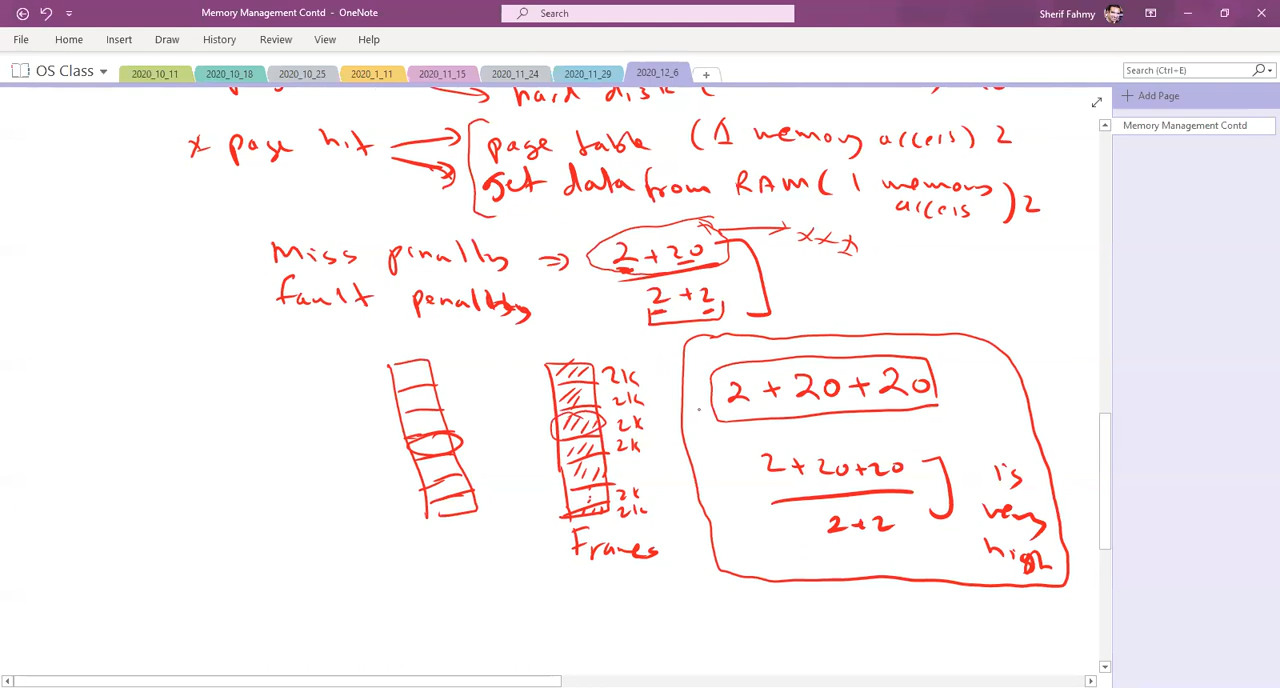 Memory Management Contd - OneNote
Search
Sherif Fahmy
File Home Insert Draw History Review View Help
OS Class
2020_10_11 2020_10_18 2020_10_25 2020_1_11 2020_11_15 2020_11_24 2020_11_29 2020_12_6
Search (Ctrl+E)
Add Page
Memory Management Contd
hard disk (
x page hit
page table (1 memory access) 2
get data from RAM (1 memory
access) 2
Miss pinally ⇒ 2 + 20
fault penalty 2 + 2
2k
2k
2k
2k
2k
2k
Frames
2 + 20 + 20
2 + 20 + 20
2 + 2
is
very
high